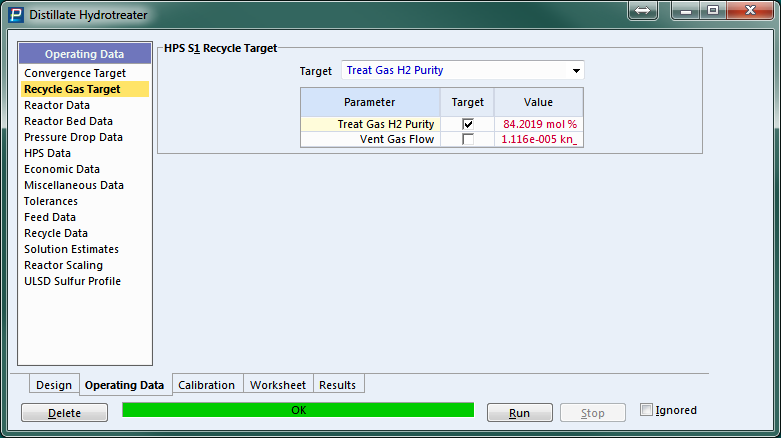 Distillate Hydrotreater
Operating Data
Convergence Target
Recycle Gas Target
Reactor Data
Reactor Bed Data
Pressure Drop Data
HPS Data
Economic Data
Miscellaneous Data
Tolerances
Feed Data
Recycle Data
Solution Estimates
Reactor Scaling
ULSD Sulfur Profile
HPS S1 Recycle Target
Target Treat Gas H2 Purity
Parameter Target Value
Treat Gas H2 Purity 84.2019 mol %
Vent Gas Flow 1.116e-005 kn_
Design Operating Data Calibration Worksheet Results
Delete OK Run Stop Ignored